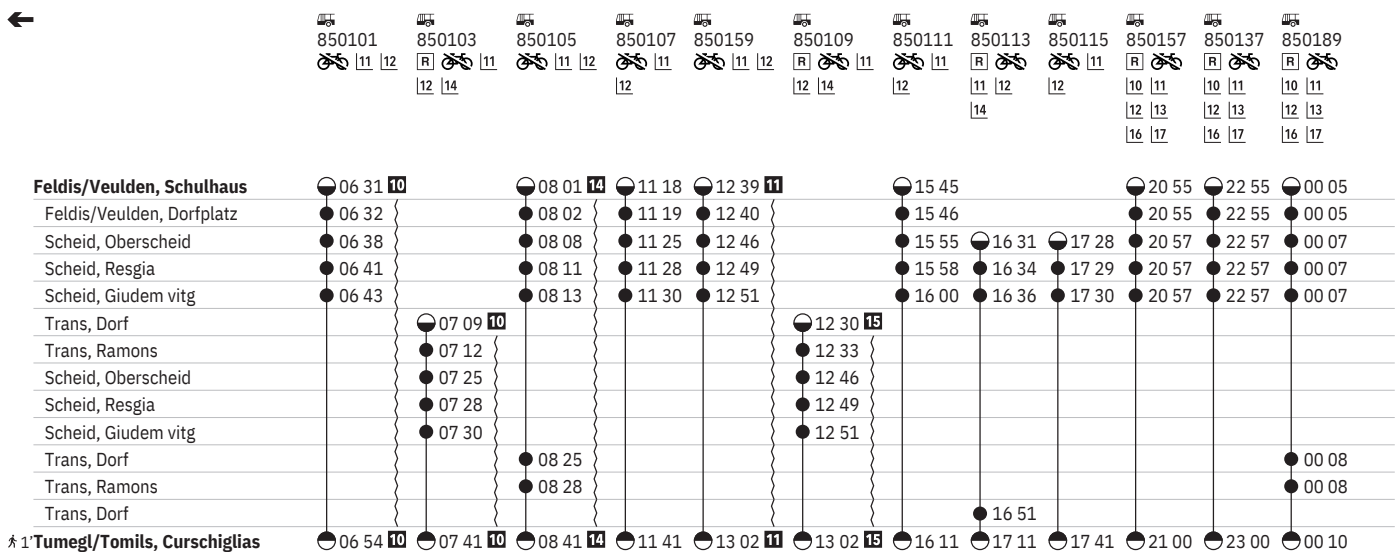 850101 850103 850105 850107 850159 850109 850111 850113 850115 850157 850137 850189
11 12 R 11 11 12 11 11 12 R 11 11 R 11 R R R
12 14 12 12 14 12 11 12 12 10 11 10 11 10 11
14 12 13 12 13 12 13
16 17 16 17 16 17
Feldis/Veulden, Schulhaus 06 31 10 08 01 14 11 18 12 39 11 15 45 20 55 22 55 00 05
Feldis/Veulden, Dorfplatz 06 32 08 02 11 19 12 40 15 46 20 55 22 55 00 05
Scheid, Oberscheid 06 38 08 08 11 25 12 46 15 55 16 31 17 28 20 57 22 57 00 07
Scheid, Resgia 06 41 08 11 11 28 12 49 15 58 16 34 17 29 20 57 22 57 00 07
Scheid, Giudem vitg 06 43 08 13 11 30 12 51 16 00 16 36 17 30 20 57 22 57 00 07
Trans, Dorf 07 09 10 12 30 15
Trans, Ramons 07 12 12 33
Scheid, Oberscheid 07 25 12 46
Scheid, Resgia 07 28 12 49
Scheid, Giudem vitg 07 30 12 51
Trans, Dorf 08 25 00 08
Trans, Ramons 08 28 00 08
Trans, Dorf 16 51
1' Tumegl/Tomils, Curschiglias 06 54 10 07 41 10 08 41 14 11 41 13 02 11 13 02 15 16 11 17 11 17 41 21 00 23 00 00 10